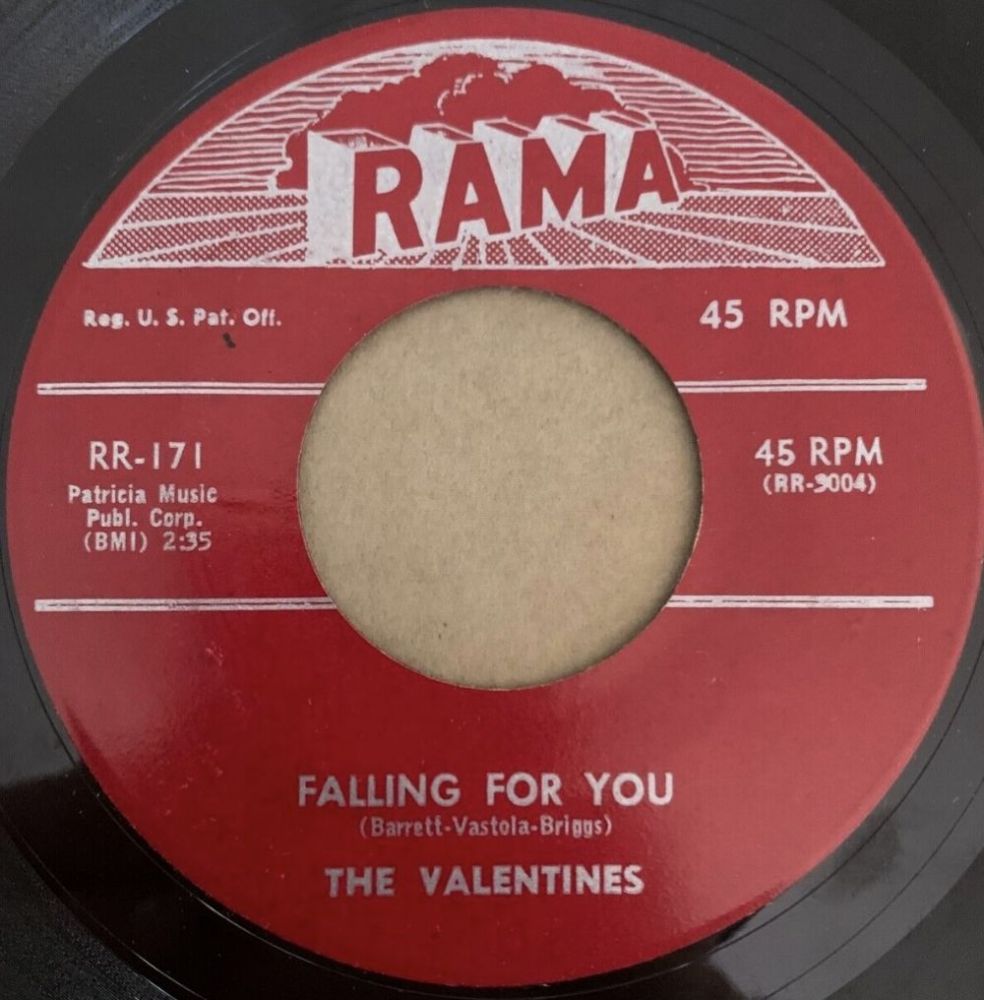 RAMA
Reg. U. S. Pat. Off.
45 RPM
RR-171
Patricia Music
Publ. Corp.
(BMI) 2:35
45 RPM
(RR-9004)
FALLING FOR YOU
(Barrett-Vastola-Briggs)
THE VALENTINES